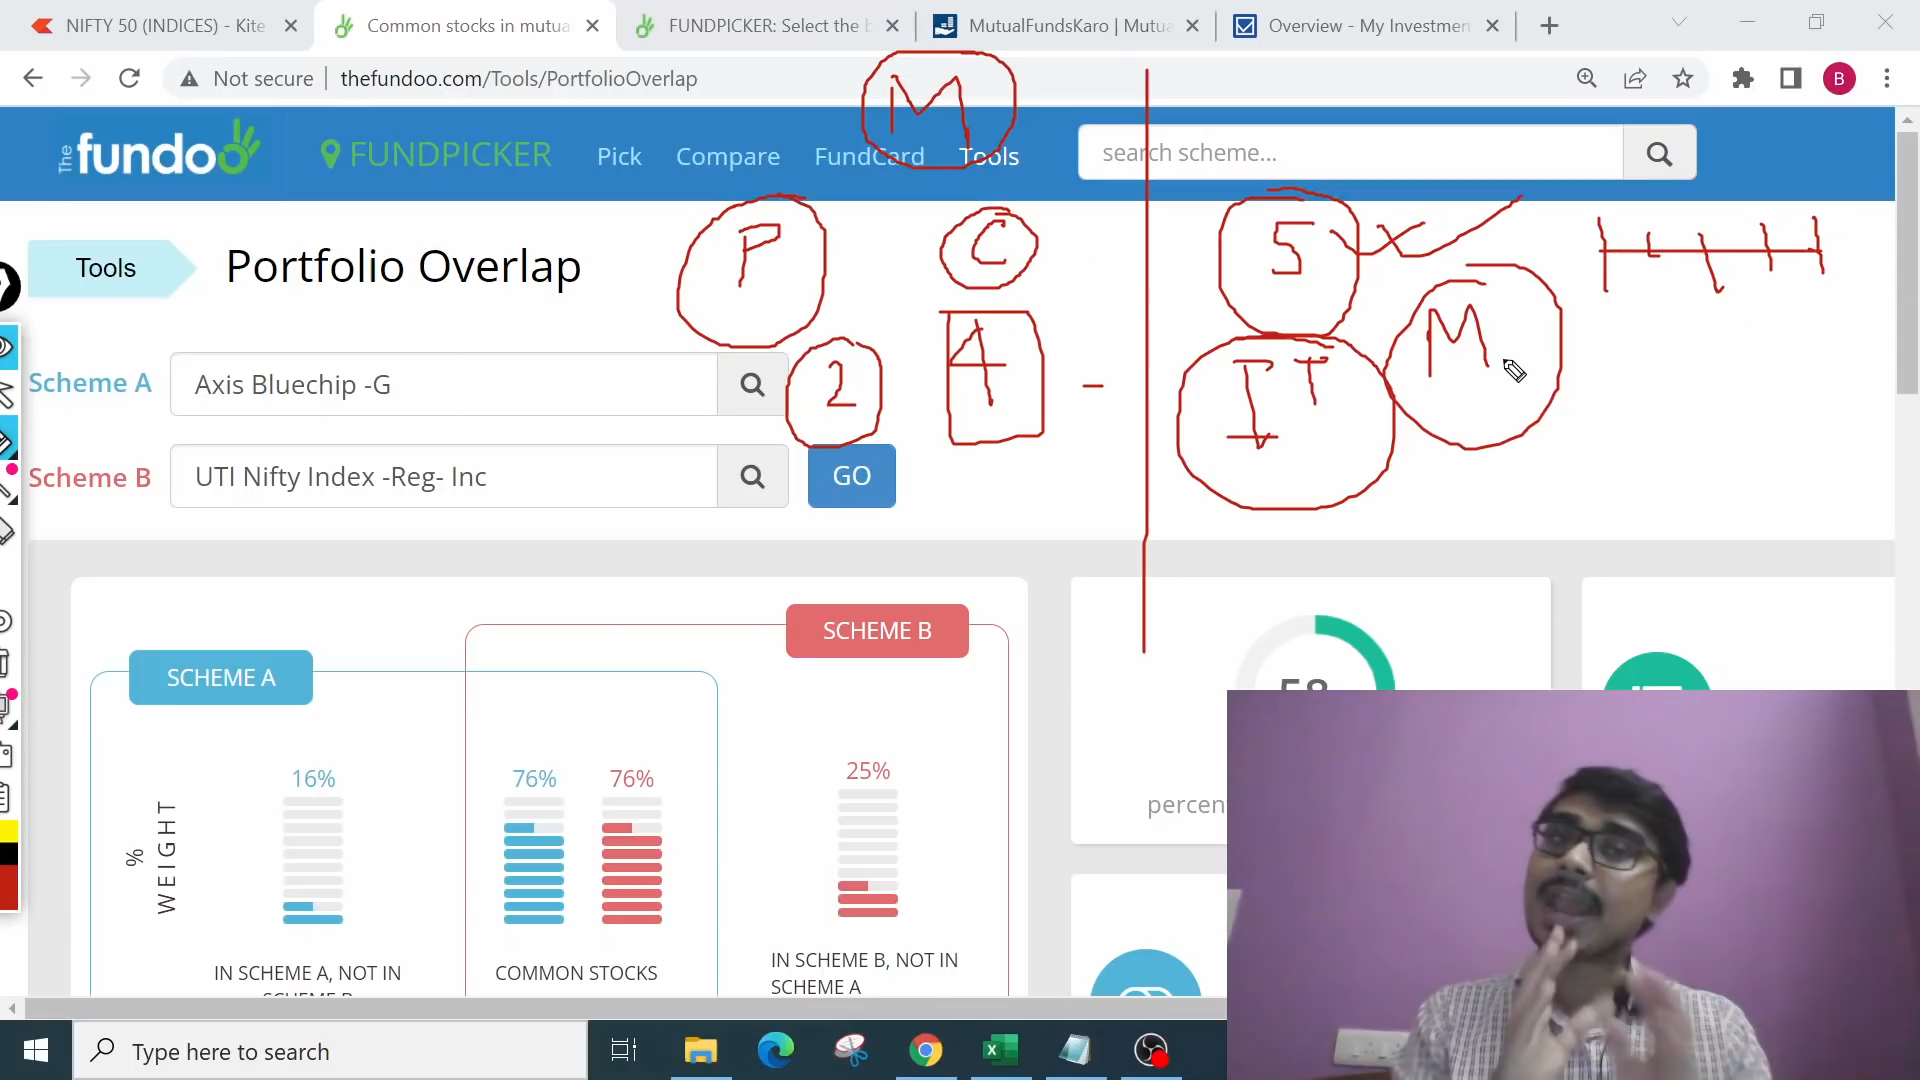 NIFTY 50 (INDICES) - Kite
Common stocks in mutua
FUNDPICKER: Select the b
MutualFundsKaro | Mutua
Overview - My Investmen
Not secure
thefundoo.com/Tools/PortfolioOverlap
B
M
The fundoo
FUNDPICKER
Pick
Compare
FundCard
Tools
search scheme...
P
C
5
M
Tools
Portfolio Overlap
2
4
-
IT
Scheme A
Axis Bluechip -G
Scheme B
UTI Nifty Index -Reg- Inc
GO
SCHEME A
SCHEME B
58
% WEIGHT
16%
76%
76%
25%
percen
IN SCHEME A, NOT IN
COMMON STOCKS
IN SCHEME B, NOT IN
SCHEME A
Type here to search